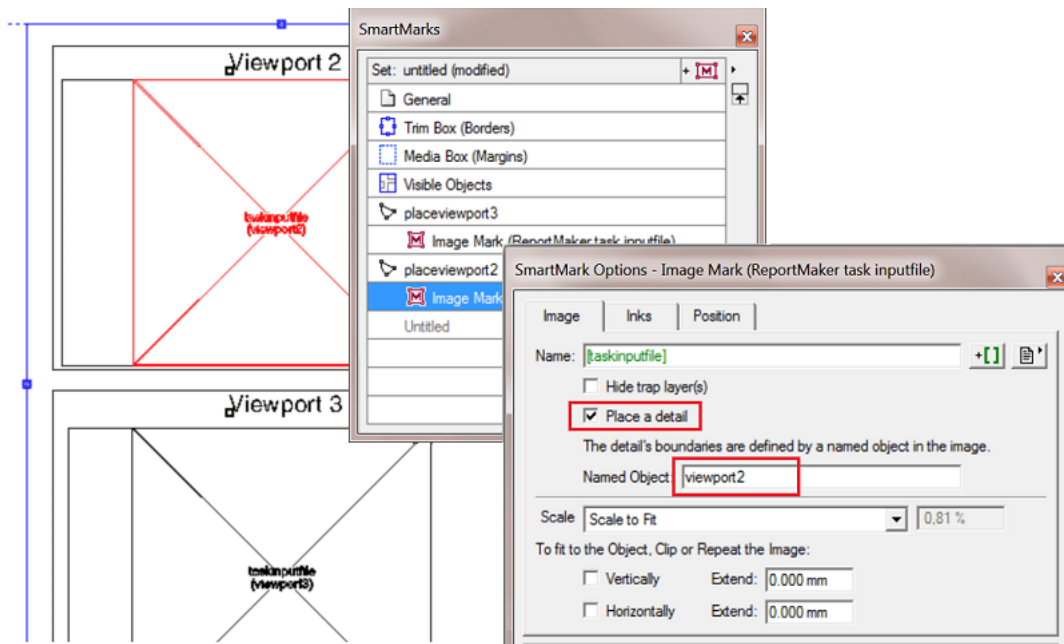 Viewport 2
taskinputfile
(viewport2)
Viewport 3
taskinputfile
(viewport3)
SmartMarks
Set: untitled (modified)
General
Trim Box (Borders)
Media Box (Margins)
Visible Objects
placeviewport3
Image Mark (ReportMaker task inputfile)
placeviewport2
Image Mark
Untitled
SmartMark Options - Image Mark (ReportMaker task inputfile)
Image Inks Position
Name: [taskinputfile]
Hide trap layer(s)
Place a detail
The detail's boundaries are defined by a named object in the image.
Named Object: viewport2
Scale Scale to Fit 0,81 %
To fit to the Object, Clip or Repeat the Image:
Vertically Extend: 0.000 mm
Horizontally Extend: 0.000 mm